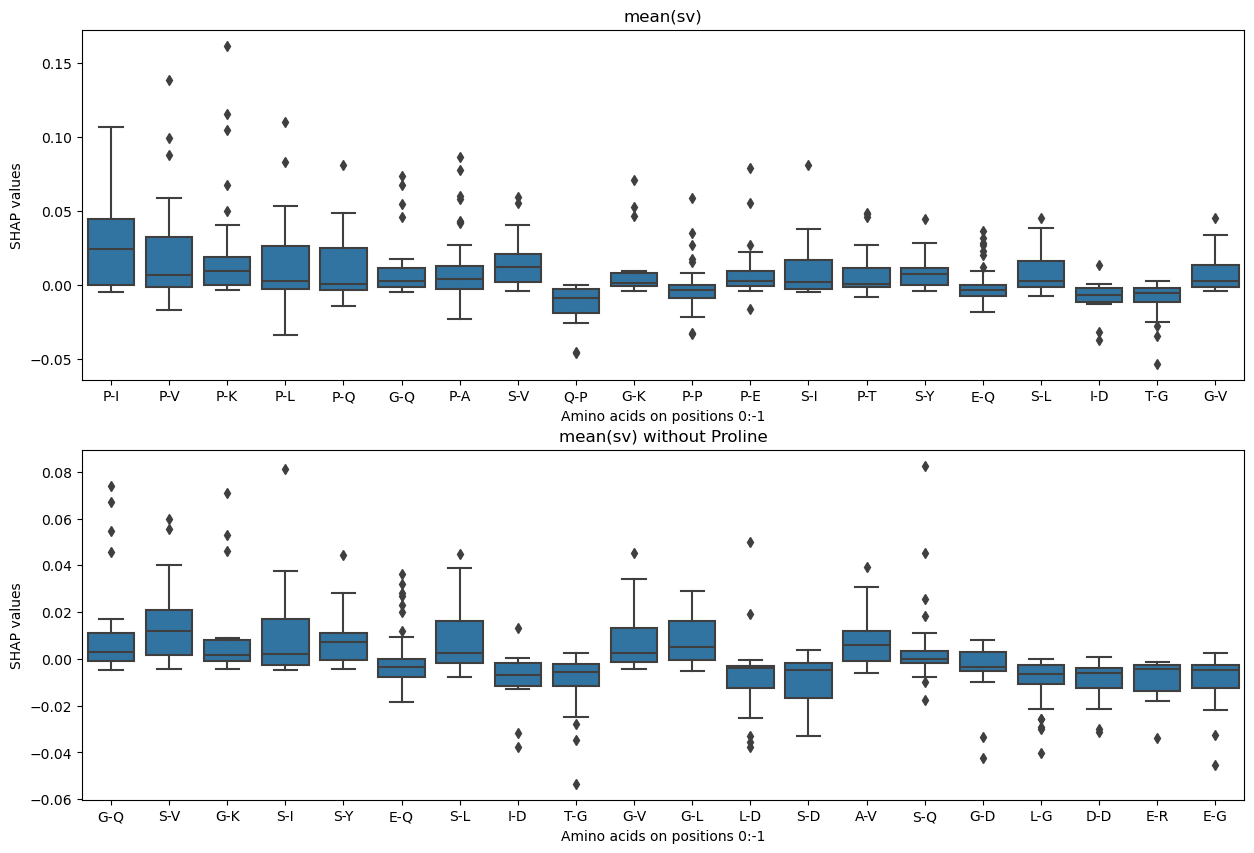 mean(sv)
0.15
0.10
0.05
0.00
−0.05
SHAP values
P-I P-V P-K P-L P-Q G-Q P-A S-V Q-P G-K P-P P-E S-I P-T S-Y E-Q S-L I-D T-G G-V
Amino acids on positions 0:-1
mean(sv) without Proline
0.08
0.06
0.04
0.02
0.00
−0.02
−0.04
−0.06
SHAP values
G-Q S-V G-K S-I S-Y E-Q S-L I-D T-G G-V G-L L-D S-D A-V S-Q G-D L-G D-D E-R E-G
Amino acids on positions 0:-1